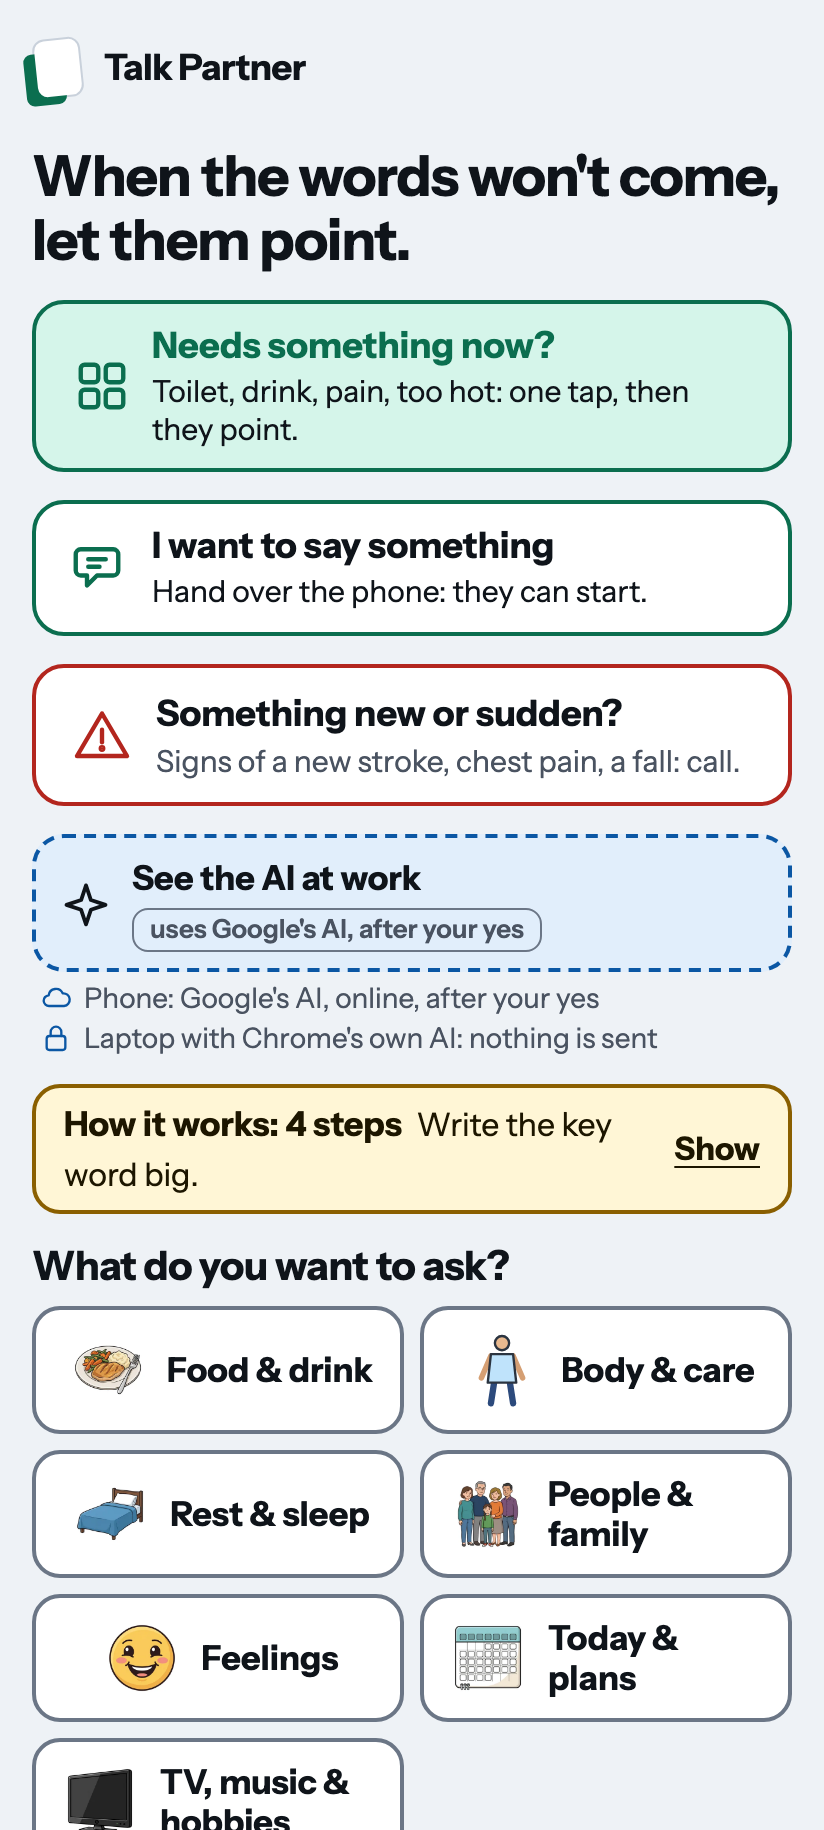 Talk Partner
When the words won't come,
let them point.
Needs something now?
Toilet, drink, pain, too hot: one tap, then
they point.
I want to say something
Hand over the phone: they can start.
Something new or sudden?
Signs of a new stroke, chest pain, a fall: call.
See the AI at work
uses Google's AI, after your yes
Phone: Google's AI, online, after your yes
Laptop with Chrome's own AI: nothing is sent
How it works: 4 steps Write the key
word big.
Show
What do you want to ask?
Food & drink
Body & care
Rest & sleep
People &
family
Feelings
Today &
plans
TV, music &
hobbies